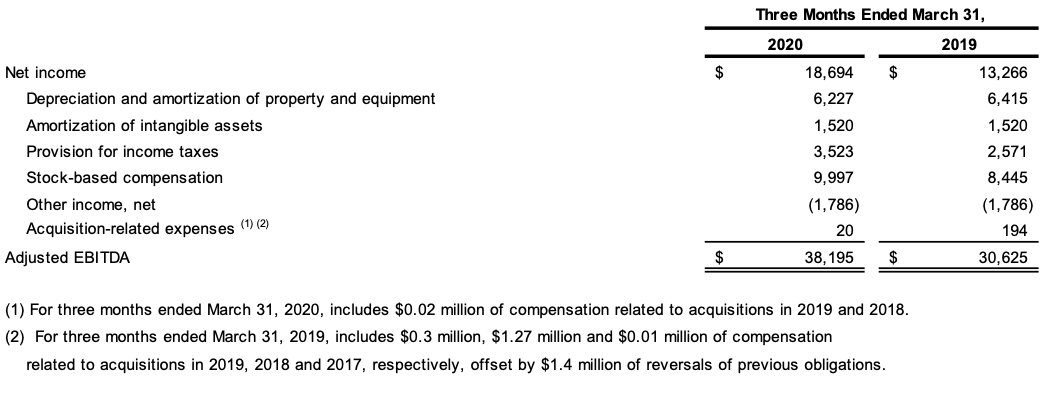 Three Months Ended March 31,
2020 2019
Net income $ 18,694 $ 13,266
Depreciation and amortization of property and equipment 6,227 6,415
Amortization of intangible assets 1,520 1,520
Provision for income taxes 3,523 2,571
Stock-based compensation 9,997 8,445
Other income, net (1,786) (1,786)
Acquisition-related expenses (1) (2) 20 194
Adjusted EBITDA $ 38,195 $ 30,625
(1) For three months ended March 31, 2020, includes $0.02 million of compensation related to acquisitions in 2019 and 2018.
(2) For three months ended March 31, 2019, includes $0.3 million, $1.27 million and $0.01 million of compensation
related to acquisitions in 2019, 2018 and 2017, respectively, offset by $1.4 million of reversals of previous obligations.